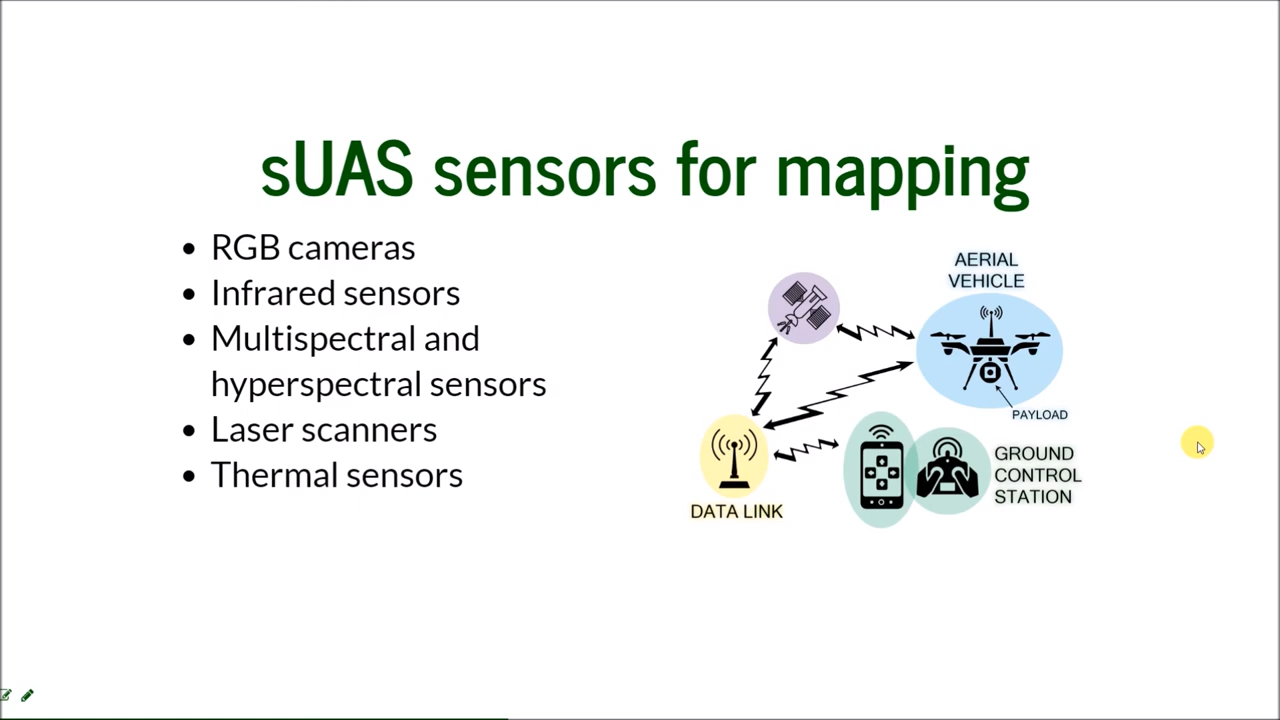 sUAS sensors for mapping
RGB cameras
Infrared sensors
Multispectral and
hyperspectral sensors
Laser scanners
Thermal sensors
AERIAL
VEHICLE
PAYLOAD
GROUND
CONTROL
STATION
DATA LINK